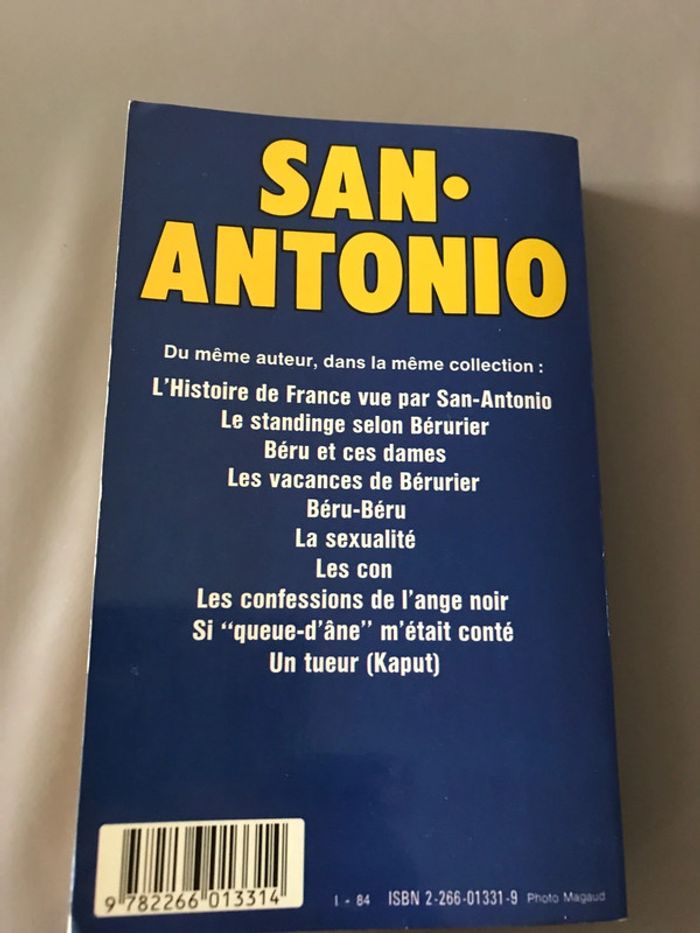 SAN-
ANTONIO
Du même auteur, dans la même collection :
L'Histoire de France vue par San-Antonio
Le standinge selon Bérurier
Béru et ces dames
Les vacances de Bérurier
Béru-Béru
La sexualité
Les con
Les confessions de l'ange noir
Si "queue-d'âne" m'était conté
Un tueur (Kaput)
9 782266 013314
I - 84 ISBN 2-266-01331-9 Photo Magaud